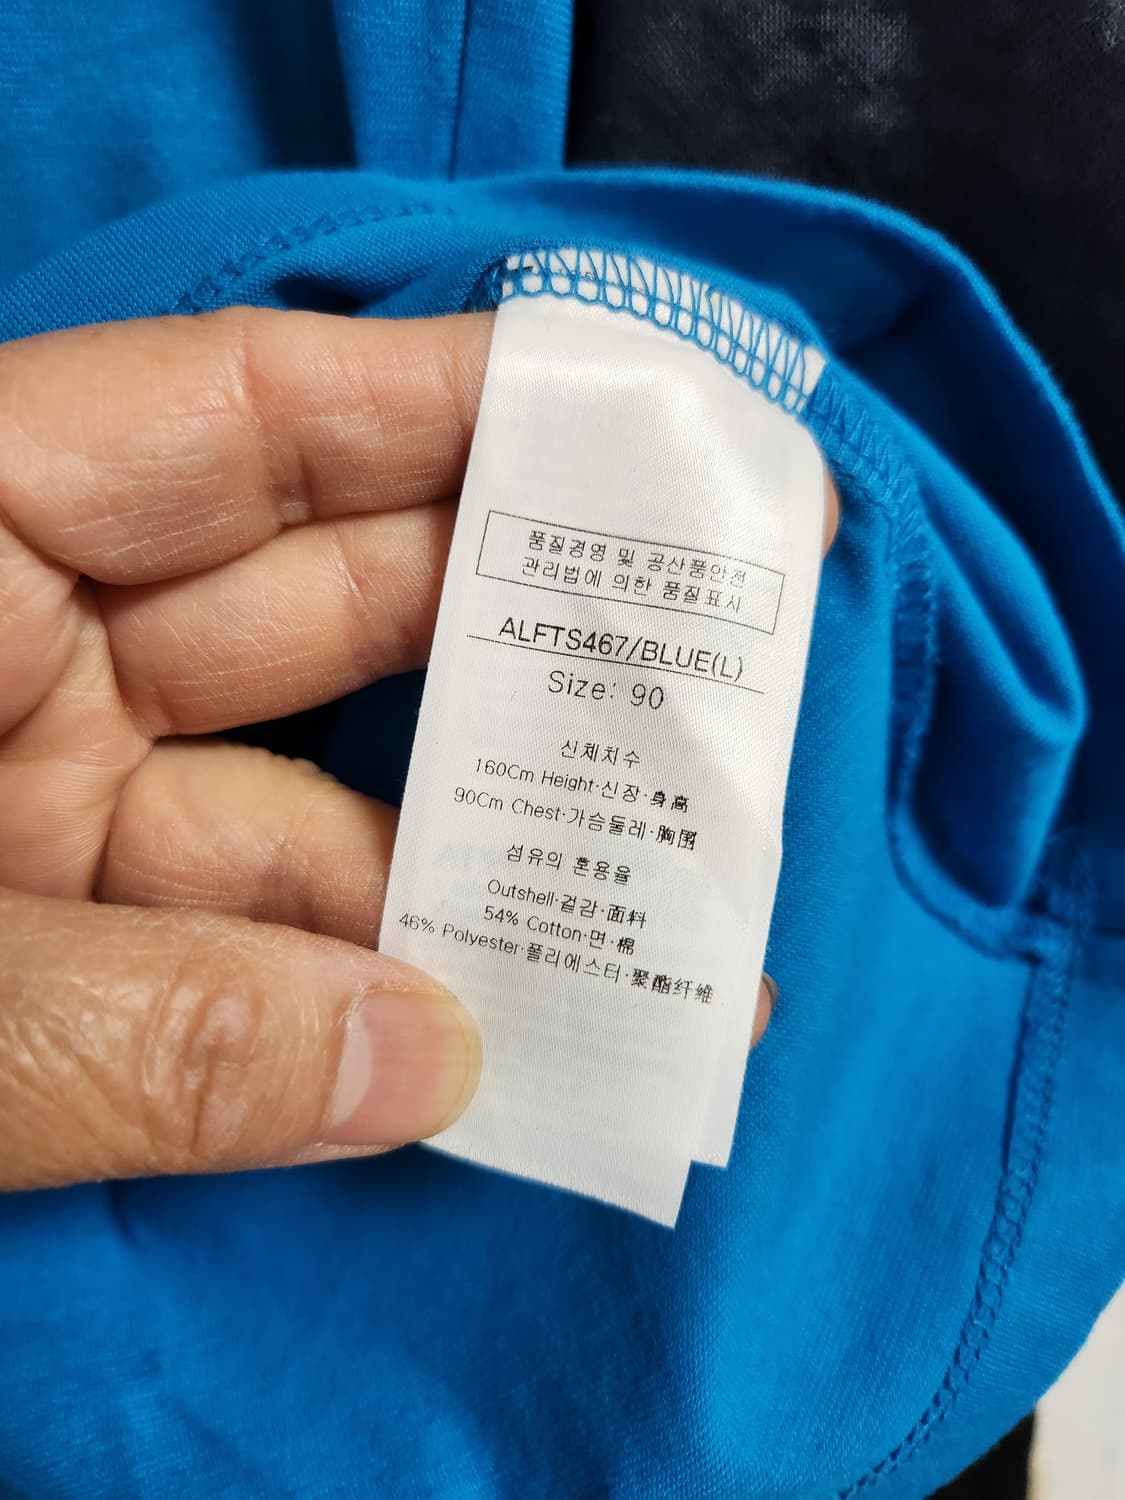 품질경영 및 공산품안전
관리법에 의한 품질표시
ALFTS467/BLUE(L)
Size: 90
신체치수
160Cm Height·신장·身高
90Cm Chest·가슴둘레·胸围
섬유의 혼용율
Outshell·겉감·面料
54% Cotton·면·棉
46% Polyester·폴리에스터·聚酯纤维